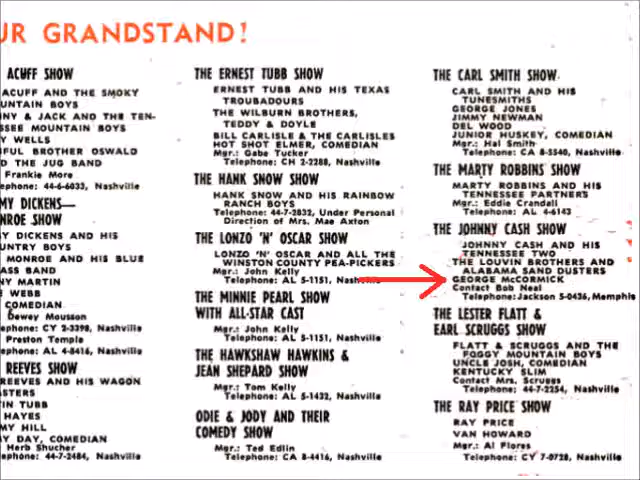 UR GRANDSTAND!
ACUFF SHOW
ACUFF AND THE SMOKY
UNTAIN BOYS
NY & JACK AND THE TEN-
SSEE MOUNTAIN BOYS
Y WELLS
HFUL BROTHER OSWALD
D THE JUG BAND
Frankie More
ephone: 44-6-6033, Nashville
MY DICKENS—
NROE SHOW
Y DICKENS AND HIS
UNTRY BOYS
MONROE AND HIS BLUE
ASS BAND
NY MARTIN
E WEBB
COMEDIAN
Dewey Mousson
ephone: CY 2-3398, Nashville
Preston Temple
ephone: AL 4-8416, Nashville
REEVES SHOW
REEVES AND HIS WAGON
ASTERS
TIN TUBB
HAYES
MY HILL
Y DAY, COMEDIAN
Herb Shucher
ephone: 44-7-2484, Nashville
THE ERNEST TUBB SHOW
ERNEST TUBB AND HIS TEXAS
TROUBADOURS
THE WILBURN BROTHERS,
TEDDY & DOYLE
BILL CARLISLE & THE CARLISLES
HOT SHOT ELMER, COMEDIAN
Mgr.: Gabe Tucker
Telephone: CH 2-2288, Nashville
THE HANK SNOW SHOW
HANK SNOW AND HIS RAINBOW
RANCH BOYS
Telephone: 44-7-2832, Under Personal
Direction of Mrs. Mae Axton
THE LONZO 'N' OSCAR SHOW
LONZO 'N' OSCAR AND ALL THE
WINSTON COUNTY PEA-PICKERS
Mgr.: John Kelly
Telephone: AL 5-1151, Nashville
THE MINNIE PEARL SHOW
WITH ALL-STAR CAST
Mgr.: John Kelly
Telephone: AL 5-1151, Nashville
THE HAWKSHAW HAWKINS &
JEAN SHEPARD SHOW
Mgr.: Tom Kelly
Telephone: AL 5-1432, Nashville
ODIE & JODY AND THEIR
COMEDY SHOW
Mgr.: Ted Edlin
Telephone: CA 8-4416, Nashville
THE CARL SMITH SHOW
CARL SMITH AND HIS
TUNESMITHS
GEORGE JONES
JIMMY NEWMAN
DEL WOOD
JUNIOR HUSKEY, COMEDIAN
Mgr.: Hal Smith
Telephone: CA 8-5540, Nashville
THE MARTY ROBBINS SHOW
MARTY ROBBINS AND HIS
TENNESSEE PARTNERS
Mgr.: Eddie Crandall
Telephone: AL 4-6143
THE JOHNNY CASH SHOW
JOHNNY CASH AND HIS
TENNESSEE TWO
THE LOUVIN BROTHERS AND
ALABAMA SAND DUSTERS
GEORGE McCORMICK
Contact Bob Neal
Telephone: Jackson 5-0436, Memphis
THE LESTER FLATT &
EARL SCRUGGS SHOW
FLATT & SCRUGGS AND THE
FOGGY MOUNTAIN BOYS
UNCLE JOSH, COMEDIAN
KENTUCKY SLIM
Contact Mrs. Scruggs
Telephone: 44-7-2254, Nashville
THE RAY PRICE SHOW
RAY PRICE
VAN HOWARD
Mgr.: Al Flores
Telephone: CY 7-0728, Nashville